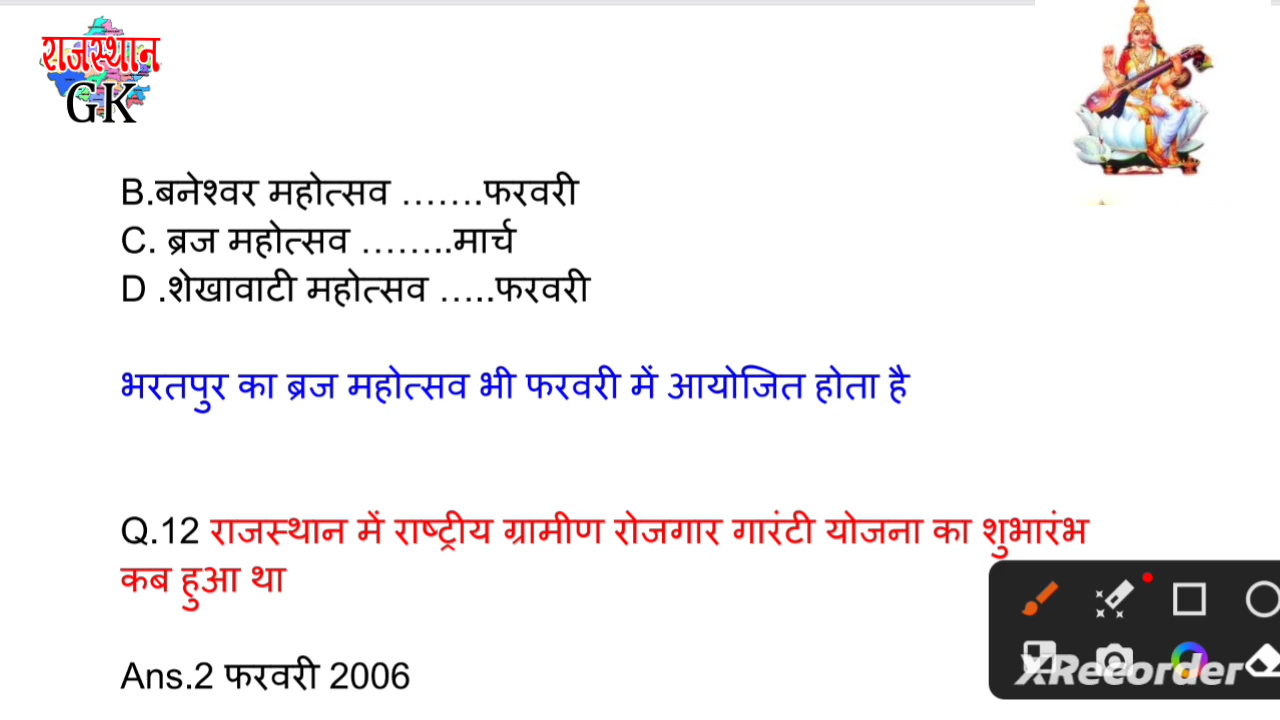 राजस्थान
GK
B.बनेश्वर महोत्सव …….फरवरी
C. ब्रज महोत्सव ……..मार्च
D .शेखावाटी महोत्सव …..फरवरी
भरतपुर का ब्रज महोत्सव भी फरवरी में आयोजित होता है
Q.12 राजस्थान में राष्ट्रीय ग्रामीण रोजगार गारंटी योजना का शुभारंभ
कब हुआ था
Ans.2 फरवरी 2006
XRecorder